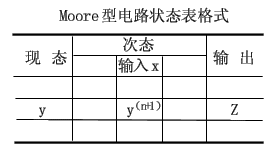 Moore型电路状态表格式
现 态 次态 输 出
输入x
y y(n+1) Z